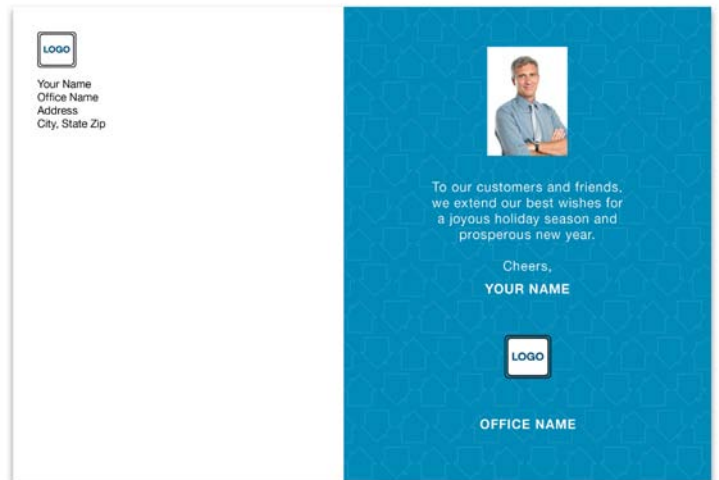 LOGO
Your Name
Office Name
Address
City, State Zip
To our customers and friends,
we extend our best wishes for
a joyous holiday season and
prosperous new year.
Cheers,
YOUR NAME
LOGO
OFFICE NAME